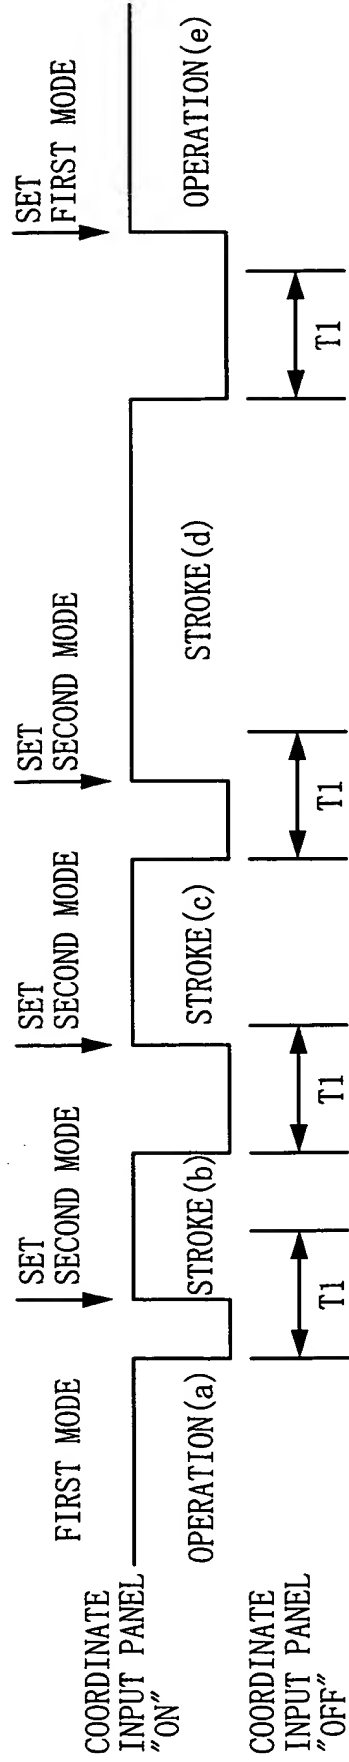 FIRST MODE
SET
SECOND MODE
SET
SECOND MODE
SET
SECOND MODE
SET
FIRST MODE
COORDINATE
INPUT PANEL
"ON"
OPERATION(a)
STROKE(b)
STROKE(c)
STROKE(d)
OPERATION(e)
COORDINATE
INPUT PANEL
"OFF"
T1
T1
T1
T1